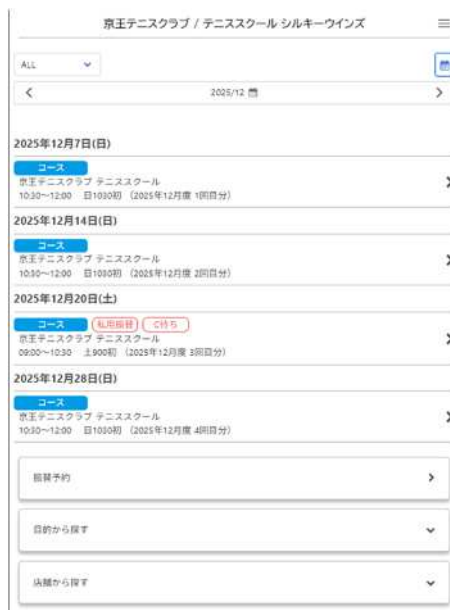 京王テニスクラブ / テニススクール シルキーウインズ
ALL
2025/12
2025年12月7日(日)
コース
京王テニスクラブ テニススクール
10:30～12:00 日1030初 (2025年12月度 1回目分)
2025年12月14日(日)
コース
京王テニスクラブ テニススクール
10:30～12:00 日1030初 (2025年12月度 2回目分)
2025年12月20日(土)
コース 私用振替 C待ち
京王テニスクラブ テニススクール
09:00～10:30 土900初 (2025年12月度 3回目分)
2025年12月28日(日)
コース
京王テニスクラブ テニススクール
10:30～12:00 日1030初 (2025年12月度 4回目分)
振替予約
目的から探す
店舗から探す